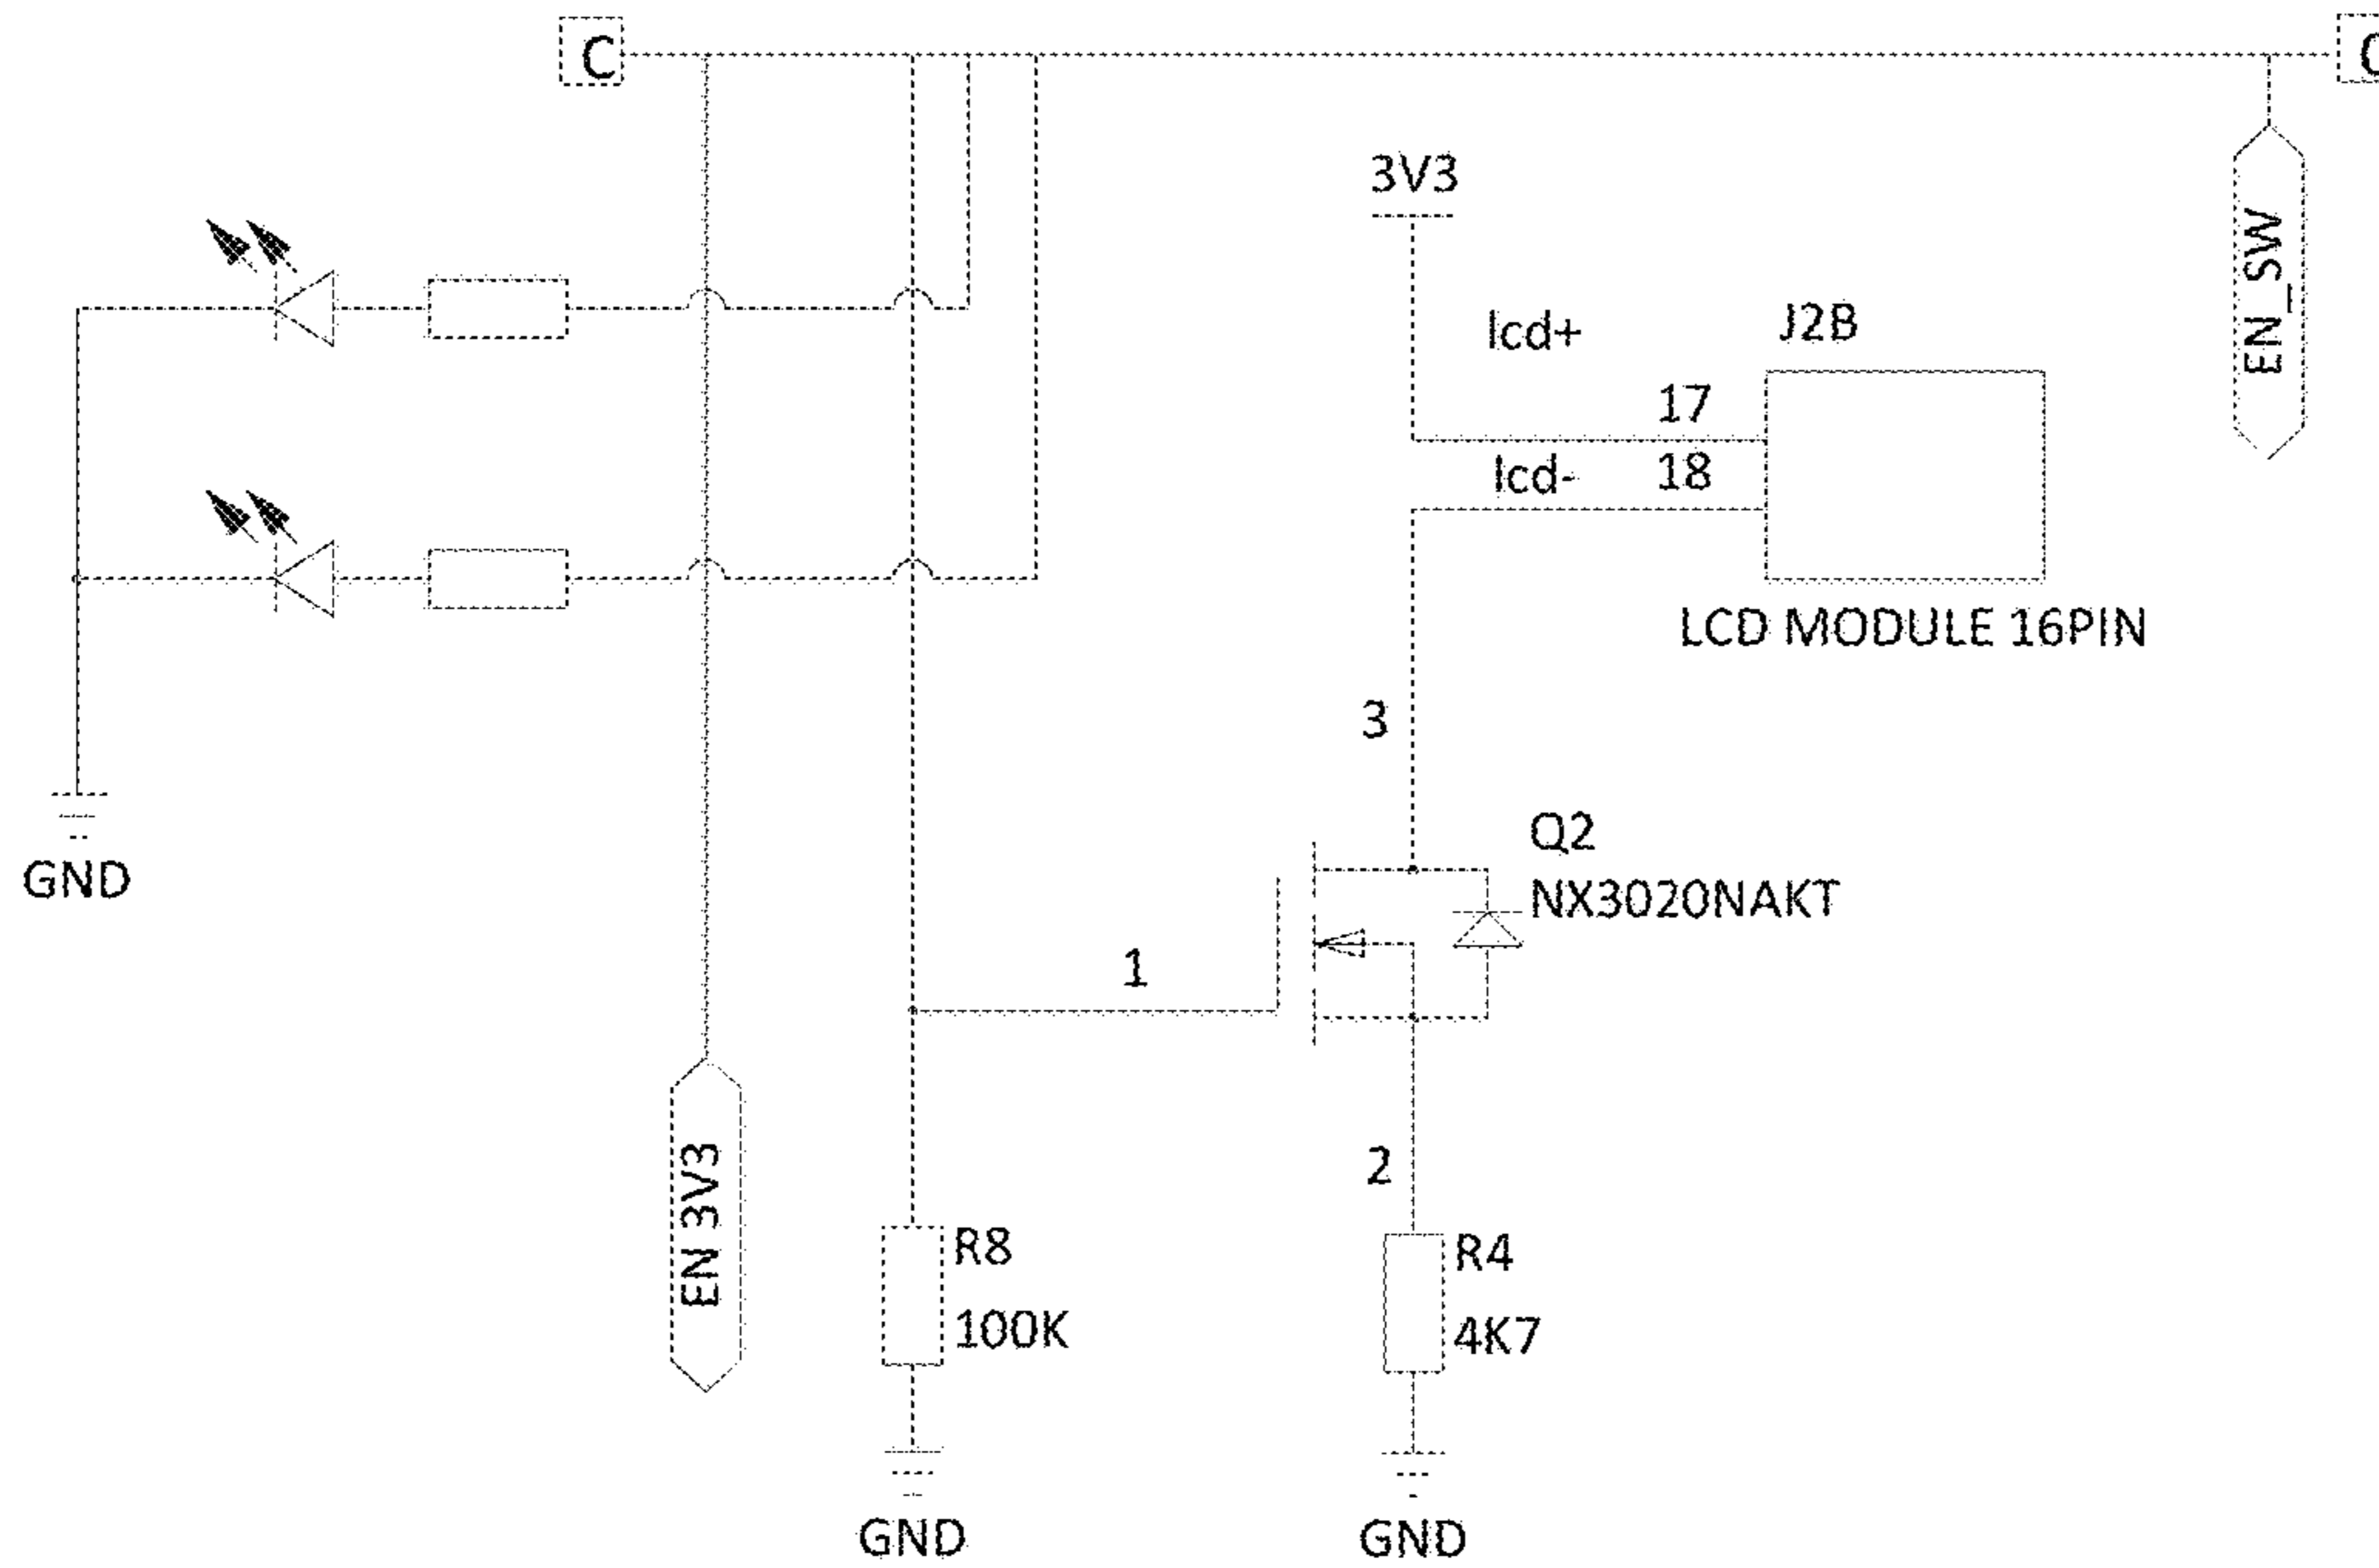 C
3V3
lcd+
J2B
EN_SW
17
lcd-
18
LCD MODULE 16PIN
3
Q2
GND
NX3020NAKT
1
2
EN 3V3
R8
R4
100K
4K7
GND
GND